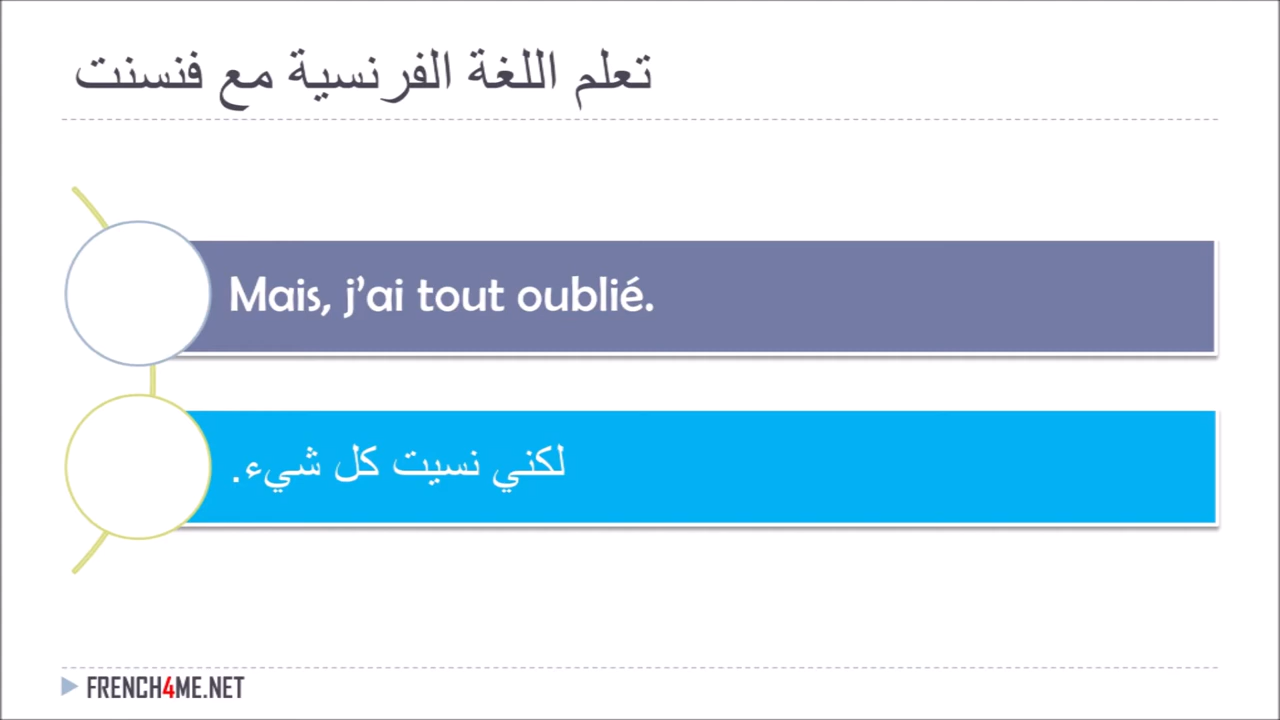 تعلم اللغة الفرنسية مع فنسنت
Mais, j’ai tout oublié.
لكني نسيت كل شيء.
FRENCH4ME.NET